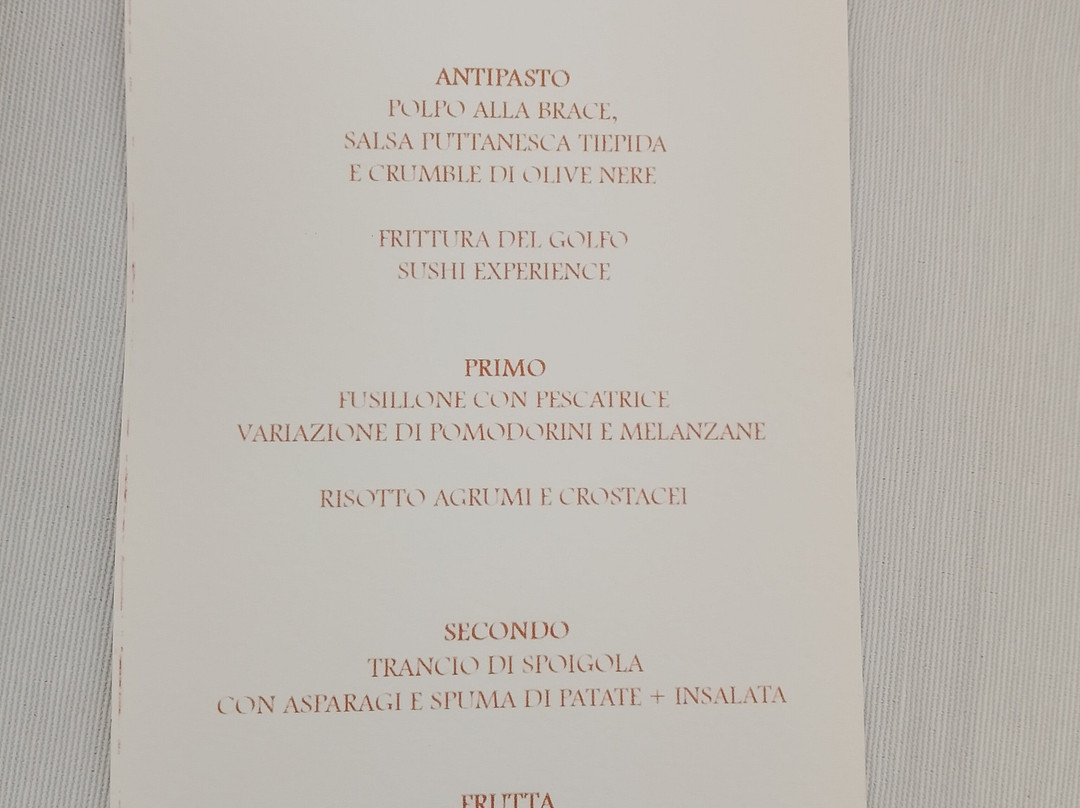 ANTIPASTO
POLPO ALLA BRACE,
SALSA PUTTANESCA TIEPIDA
E CRUMBLE DI OLIVE NERE
FRITTURA DEL GOLFO
SUSHI EXPERIENCE
PRIMO
FUSILLONE CON PESCATRICE
VARIAZIONE DI POMODORINI E MELANZANE
RISOTTO AGRUMI E CROSTACEI
SECONDO
TRANCIO DI SPOIGOLA
CON ASPARAGI E SPUMA DI PATATE + INSALATA
FRUTTA